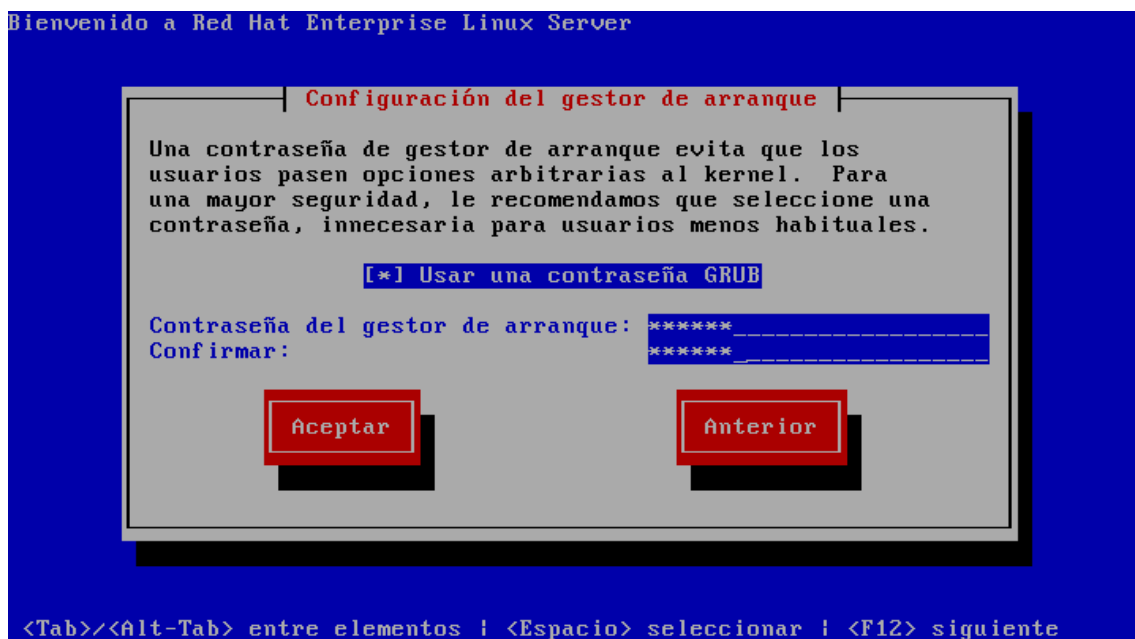 Bienvenido a Red Hat Enterprise Linux Server
Configuración del gestor de arranque
Una contraseña de gestor de arranque evita que los
usuarios pasen opciones arbitrarias al kernel.  Para
una mayor seguridad, le recomendamos que seleccione una
contraseña, innecesaria para usuarios menos habituales.
[*] Usar una contraseña GRUB
Contraseña del gestor de arranque: ******
Confirmar: ******
Aceptar Anterior
<Tab>/<Alt-Tab> entre elementos | <Espacio> seleccionar | <F12> siguiente